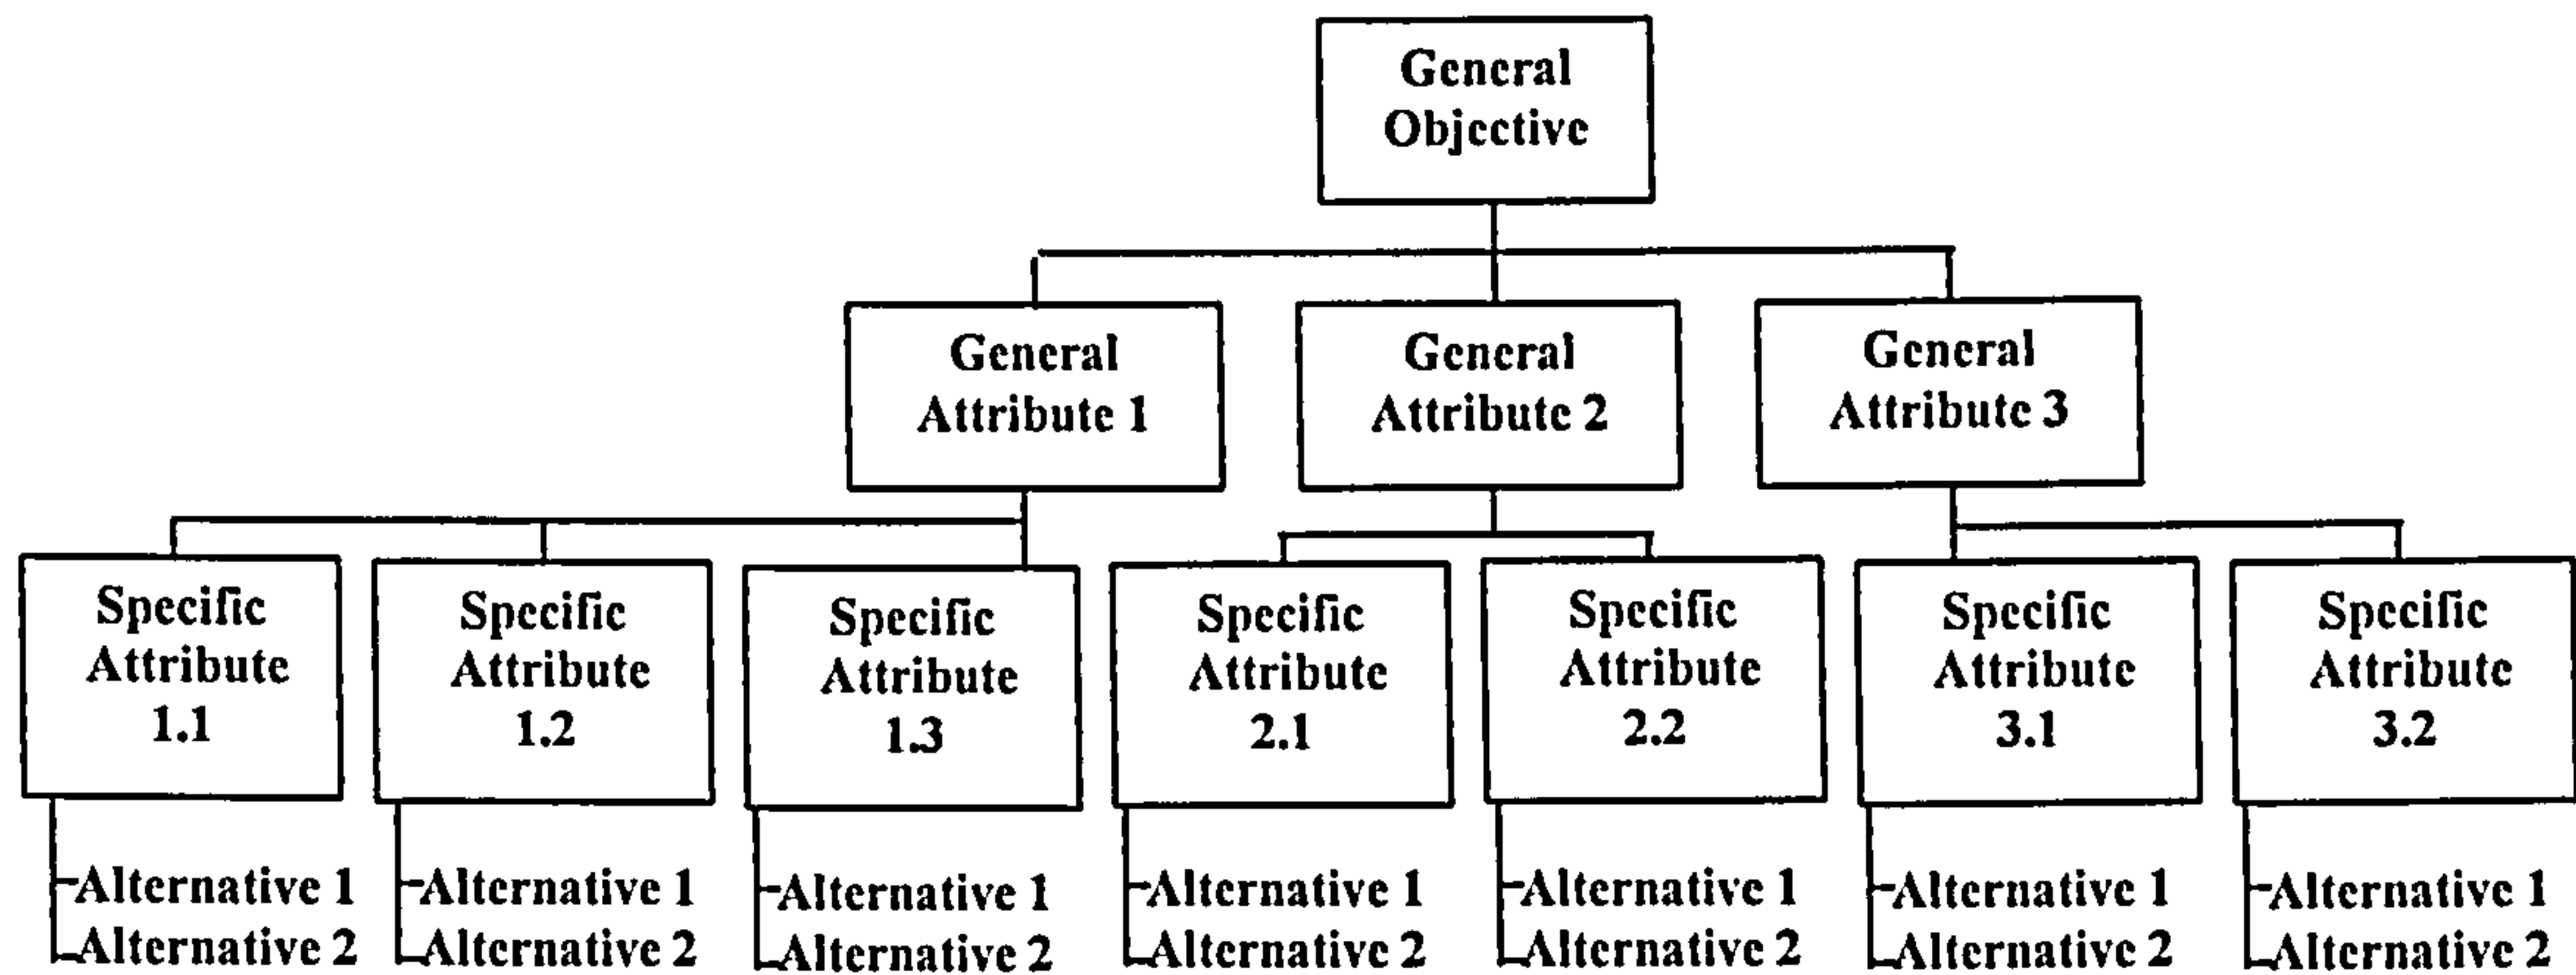 General
Objective
General
Attribute 1
General
Attribute 2
General
Attribute 3
Specific
Attribute
1.1
Specific
Attribute
1.2
Specific
Attribute
1.3
Specific
Attribute
2.1
Specific
Attribute
2.2
Specific
Attribute
3.1
Specific
Attribute
3.2
Alternative 1
Alternative 2
Alternative 1
Alternative 2
Alternative 1
Alternative 2
Alternative 1
Alternative 2
Alternative 1
Alternative 2
Alternative 1
Alternative 2
Alternative 1
Alternative 2